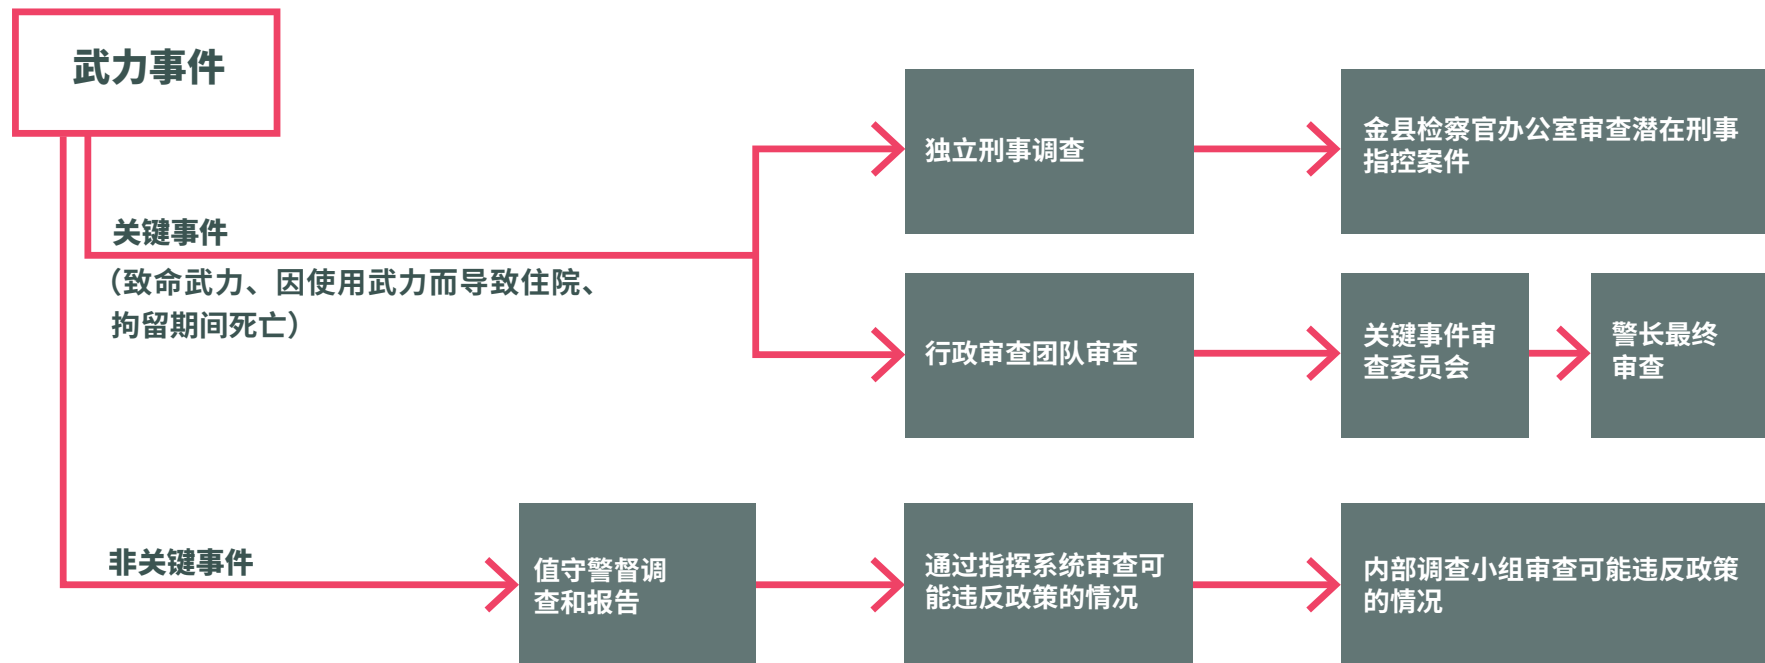 武力事件
关键事件
（致命武力、因使用武力而导致住院、
拘留期间死亡）
独立刑事调查
金县检察官办公室审查潜在刑事
指控案件
行政审查团队审查
关键事件审
查委员会
警长最终
审查
非关键事件
值守警督调
查和报告
通过指挥系统审查可
能违反政策的情况
内部调查小组审查可能违反政策
的情况